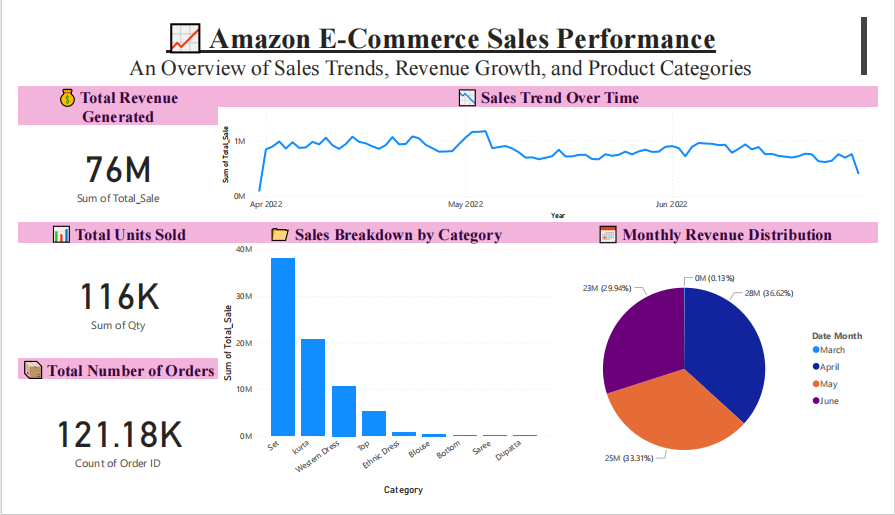 Amazon E-Commerce Sales Performance
An Overview of Sales Trends, Revenue Growth, and Product Categories
Total Revenue
Generated
76M
Sum of Total_Sale
Sales Trend Over Time
Sum of Total_Sale
1M
0M
Apr 2022
May 2022
Jun 2022
Year
Total Units Sold
116K
Sum of Qty
Total Number of Orders
121.18K
Count of Order ID
Sales Breakdown by Category
Sum of Total_Sale
40M
30M
20M
10M
0M
Set
kurta
Western Dress
Top
Ethnic Dress
Blouse
Bottom
Saree
Dupatta
Category
Monthly Revenue Distribution
0M (0.13%)
28M (36.62%)
23M (29.94%)
25M (33.31%)
Date Month
March
April
May
June